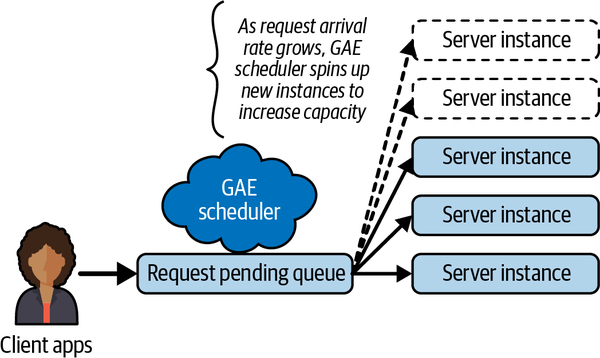 As request arrival
rate grows, GAE
scheduler spins up
new instances to
increase capacity
Server instance
Server instance
Server instance
Server instance
Server instance
GAE
scheduler
Request pending queue
Client apps